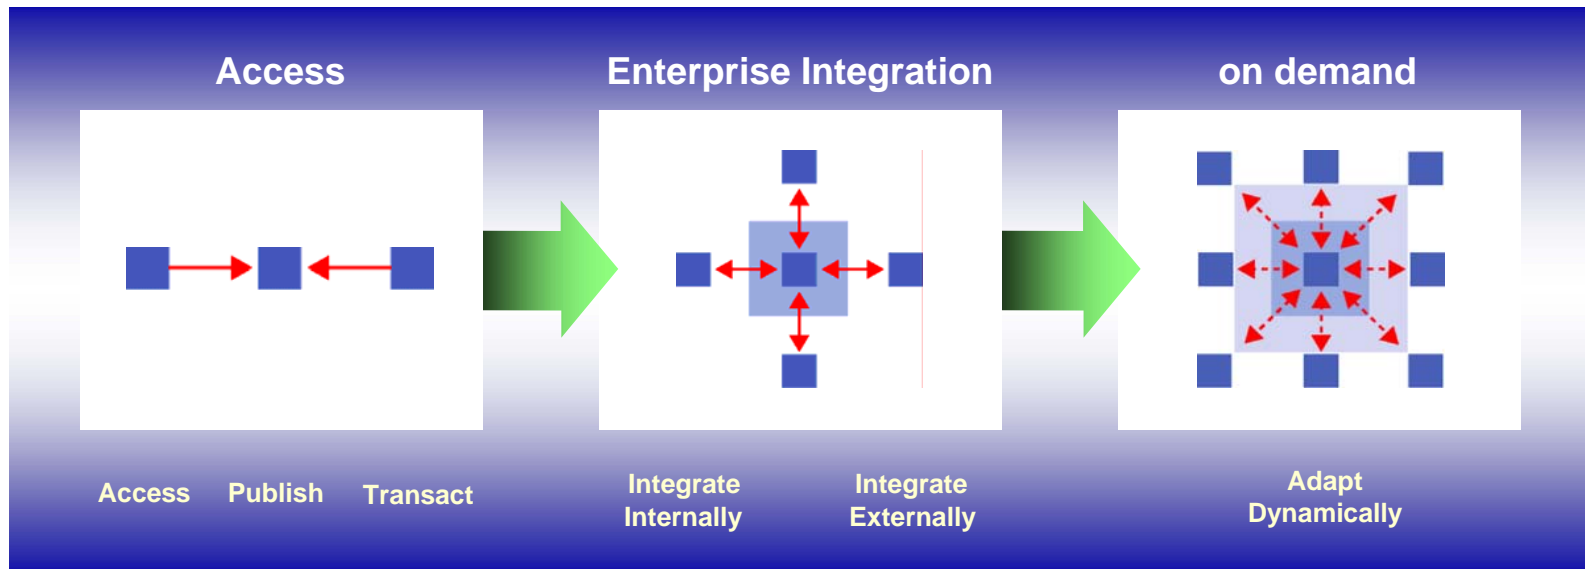 Access
Enterprise Integration
on demand
Access
Publish
Transact
Integrate
Internally
Integrate
Externally
Adapt
Dynamically